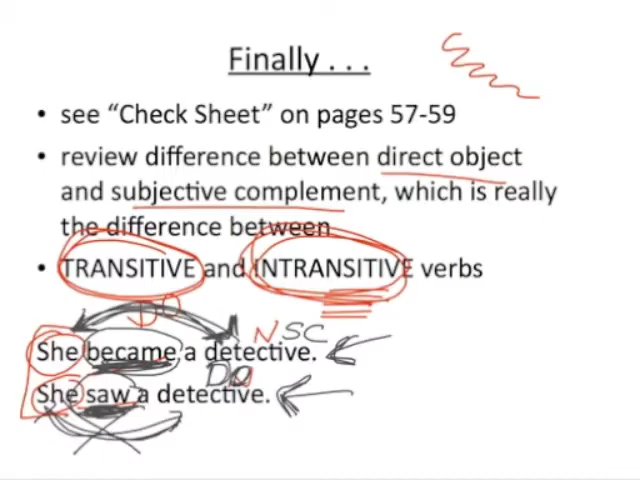 Finally . . .
• see “Check Sheet” on pages 57-59
• review difference between direct object
and subjective complement, which is really
the difference between
• TRANSITIVE and INTRANSITIVE verbs
DO
NSC
She became a detective.
DO
She saw a detective.